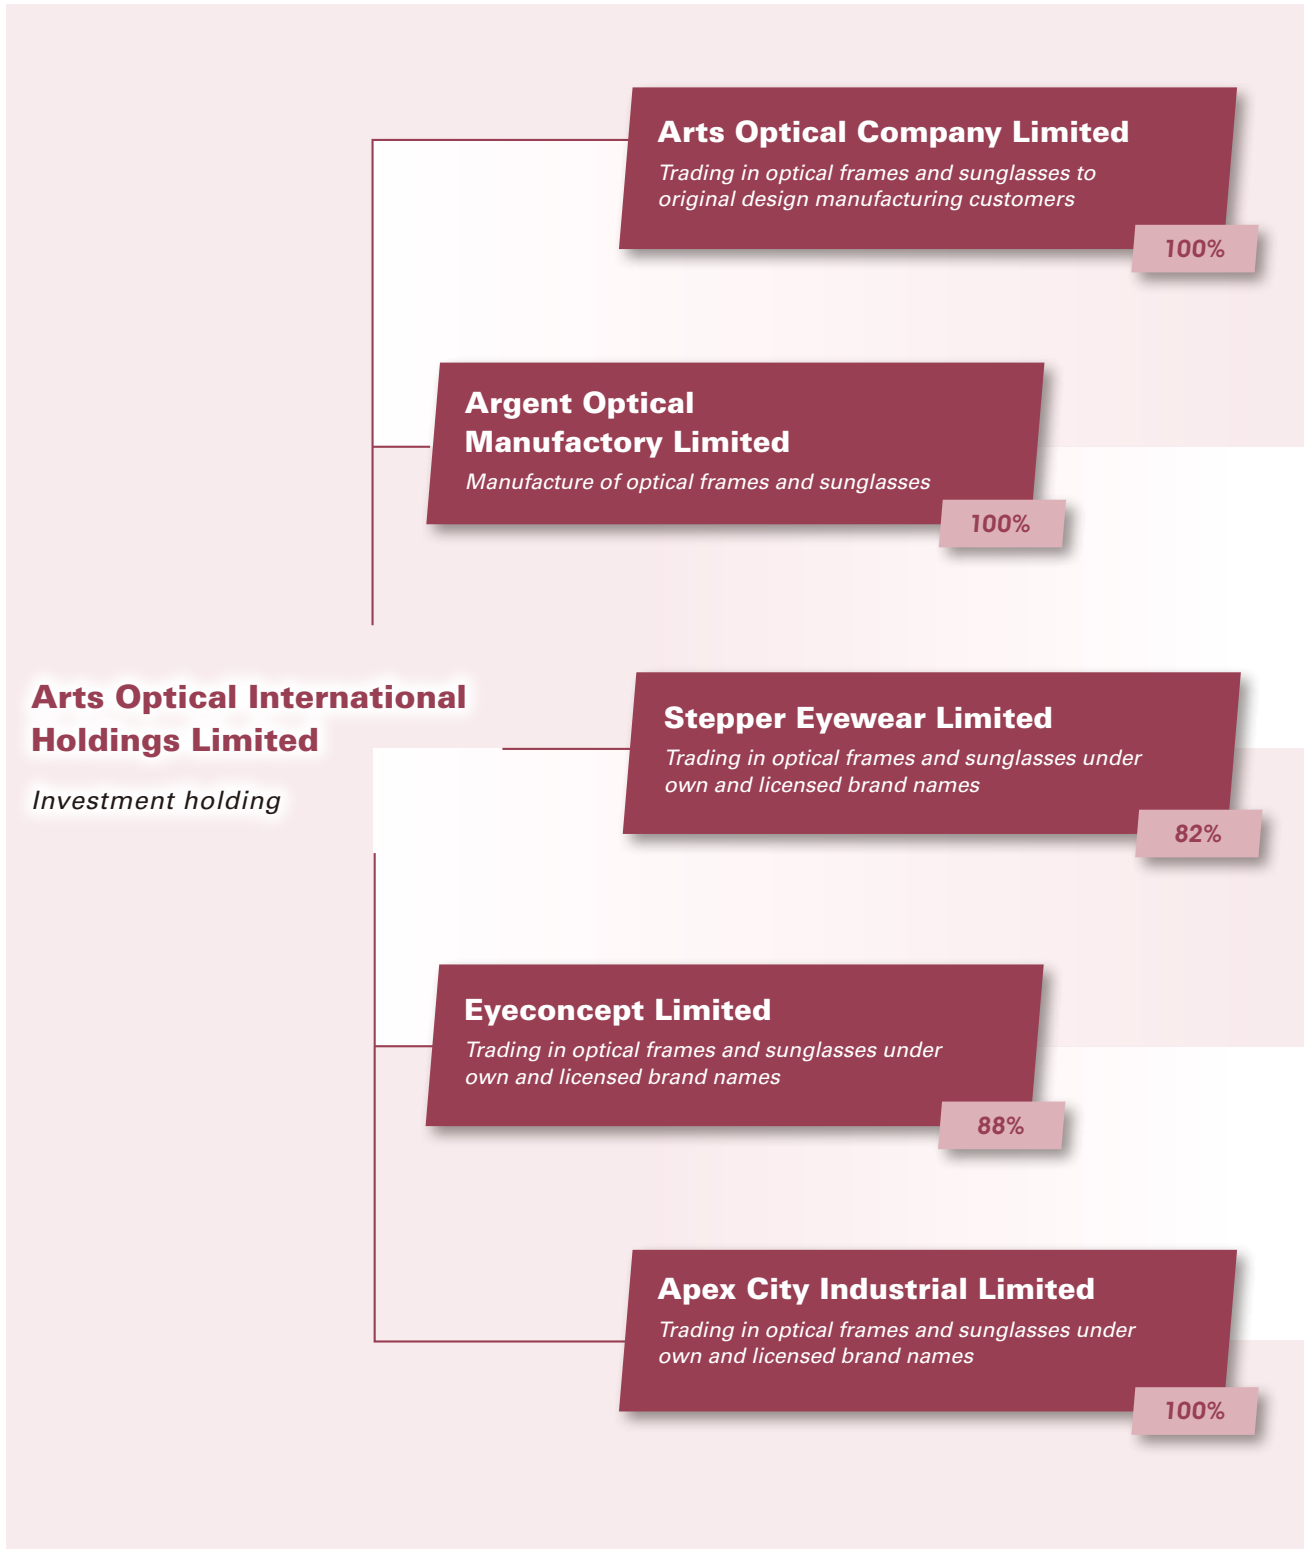 Arts Optical Company Limited
Trading in optical frames and sunglasses to
original design manufacturing customers
100%
Argent Optical
Manufactory Limited
Manufacture of optical frames and sunglasses
100%
Arts Optical International
Holdings Limited
Investment holding
Stepper Eyewear Limited
Trading in optical frames and sunglasses under
own and licensed brand names
82%
Eyeconcept Limited
Trading in optical frames and sunglasses under
own and licensed brand names
88%
Apex City Industrial Limited
Trading in optical frames and sunglasses under
own and licensed brand names
100%